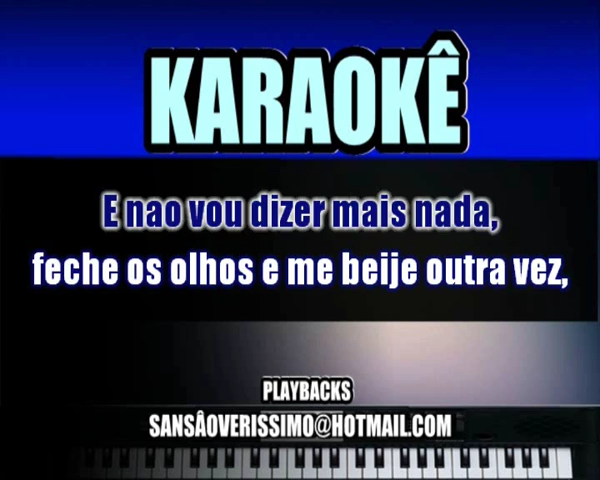 KARAOKÊ
E nao vou dizer mais nada,
feche os olhos e me beije outra vez,
PLAYBACKS
SANSÂOVERISSIMO@HOTMAIL.COM